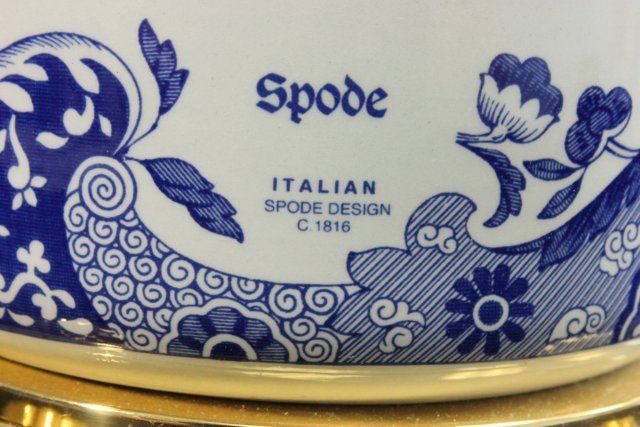 Spode
ITALIAN
SPODE DESIGN
C.1816